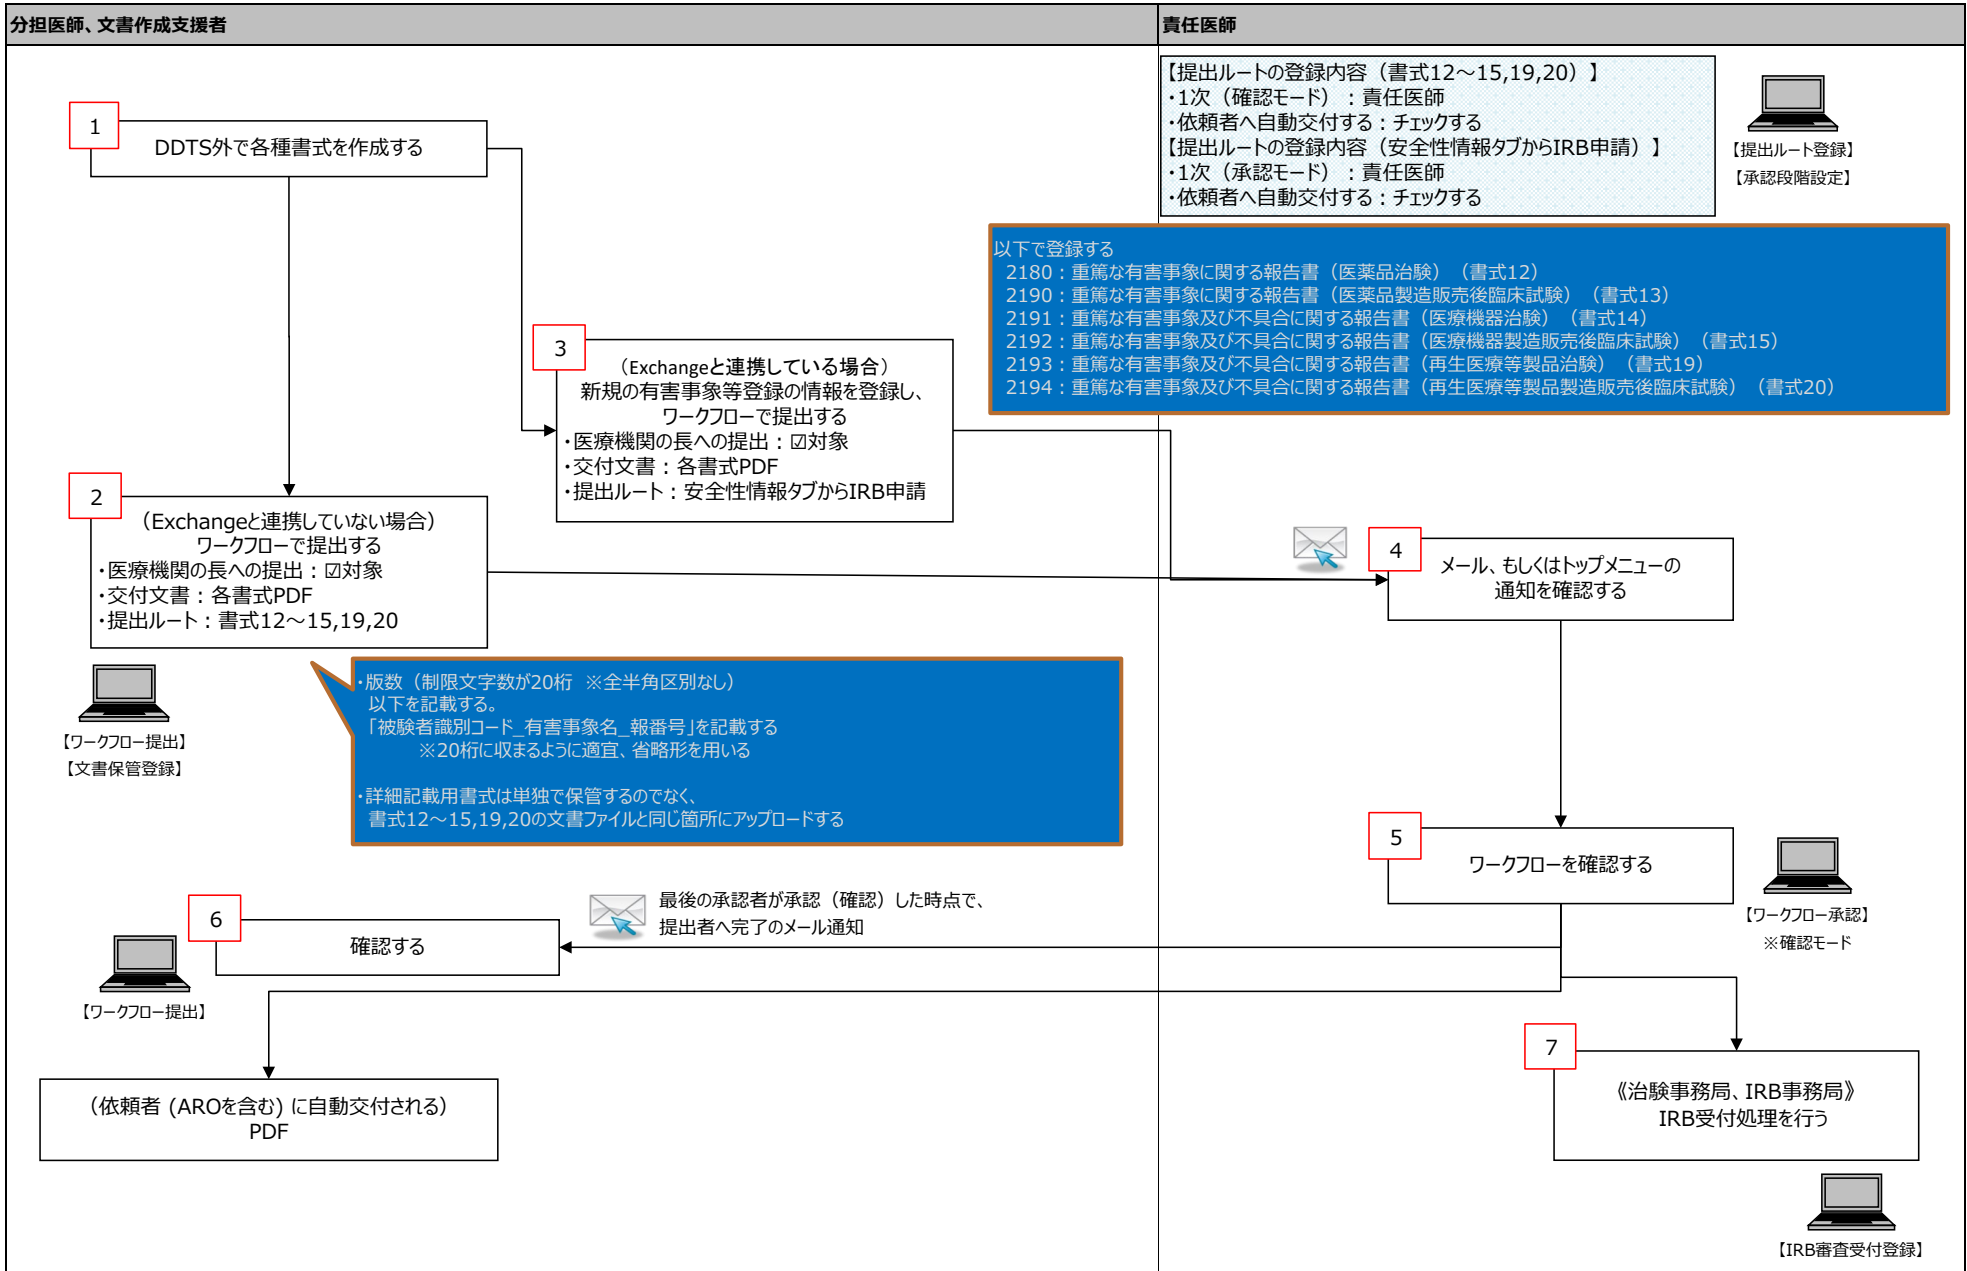 分担医師、文書作成支援者
責任医師
【提出ルートの登録内容（書式12～15,19,20）】
・1次（確認モード）：責任医師
・依頼者へ自動交付する：チェックする
【提出ルートの登録内容（安全性情報タブからIRB申請）】
・1次（承認モード）：責任医師
・依頼者へ自動交付する：チェックする
【提出ルート登録】
【承認段階設定】
1
DDTS外で各種書式を作成する
以下で登録する
2180：重篤な有害事象に関する報告書（医薬品治験）（書式12）
2190：重篤な有害事象に関する報告書（医薬品製造販売後臨床試験）（書式13）
2191：重篤な有害事象及び不具合に関する報告書（医療機器治験）（書式14）
2192：重篤な有害事象及び不具合に関する報告書（医療機器製造販売後臨床試験）（書式15）
2193：重篤な有害事象及び不具合に関する報告書（再生医療等製品治験）（書式19）
2194：重篤な有害事象及び不具合に関する報告書（再生医療等製品製造販売後臨床試験）（書式20）
3
（Exchangeと連携している場合）
新規の有害事象等登録の情報を登録し、
ワークフローで提出する
・医療機関の長への提出：☑対象
・交付文書：各書式PDF
・提出ルート：安全性情報タブからIRB申請
2
（Exchangeと連携していない場合）
ワークフローで提出する
・医療機関の長への提出：☑対象
・交付文書：各書式PDF
・提出ルート：書式12～15,19,20
【ワークフロー提出】
【文書保管登録】
4
メール、もしくはトップメニューの
通知を確認する
・版数（制限文字数が20桁　※全半角区別なし）
以下を記載する。
「被験者識別コード_有害事象名_報番号」を記載する
※20桁に収まるように適宜、省略形を用いる
・詳細記載用書式は単独で保管するのでなく、
書式12～15,19,20の文書ファイルと同じ箇所にアップロードする
5
ワークフローを確認する
【ワークフロー承認】
※確認モード
最後の承認者が承認（確認）した時点で、
提出者へ完了のメール通知
6
確認する
【ワークフロー提出】
（依頼者 (AROを含む) に自動交付される）
PDF
7
《治験事務局、IRB事務局》
IRB受付処理を行う
【IRB審査受付登録】